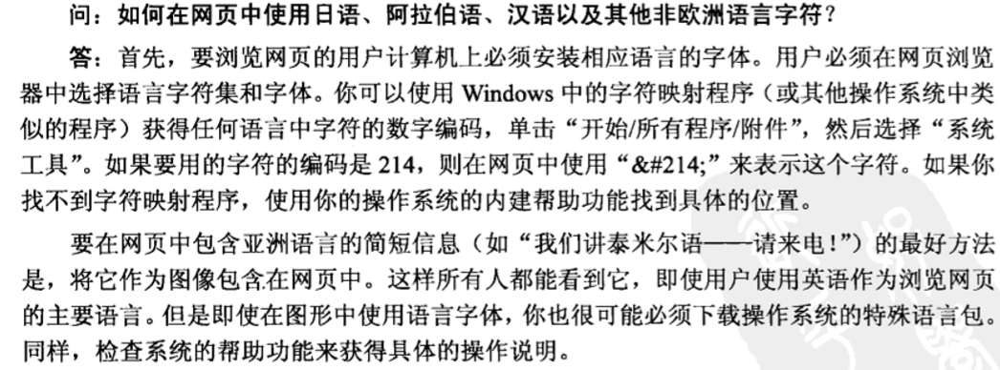 问：如何在网页中使用日语、阿拉伯语、汉语以及其他非欧洲语言字符？
答：首先，要浏览网页的用户计算机上必须安装相应语言的字体。用户必须在网页浏览
器中选择语言字符集和字体。你可以使用 Windows 中的字符映射程序（或其他操作系统中类
似的程序）获得任何语言中字符的数字编码，单击“开始/所有程序/附件”，然后选择“系统
工具”。如果要用的字符的编码是 214，则在网页中使用“&#214;”来表示这个字符。如果你
找不到字符映射程序，使用你的操作系统的内建帮助功能找到具体的位置。
要在网页中包含亚洲语言的简短信息（如“我们讲泰米尔语——请来电！”）的最好方法
是，将它作为图像包含在网页中。这样所有人都能看到它，即使用户使用英语作为浏览网页
的主要语言。但是即使在图形中使用语言字体，你也很可能必须下载操作系统的特殊语言包。
同样，检查系统的帮助功能来获得具体的操作说明。